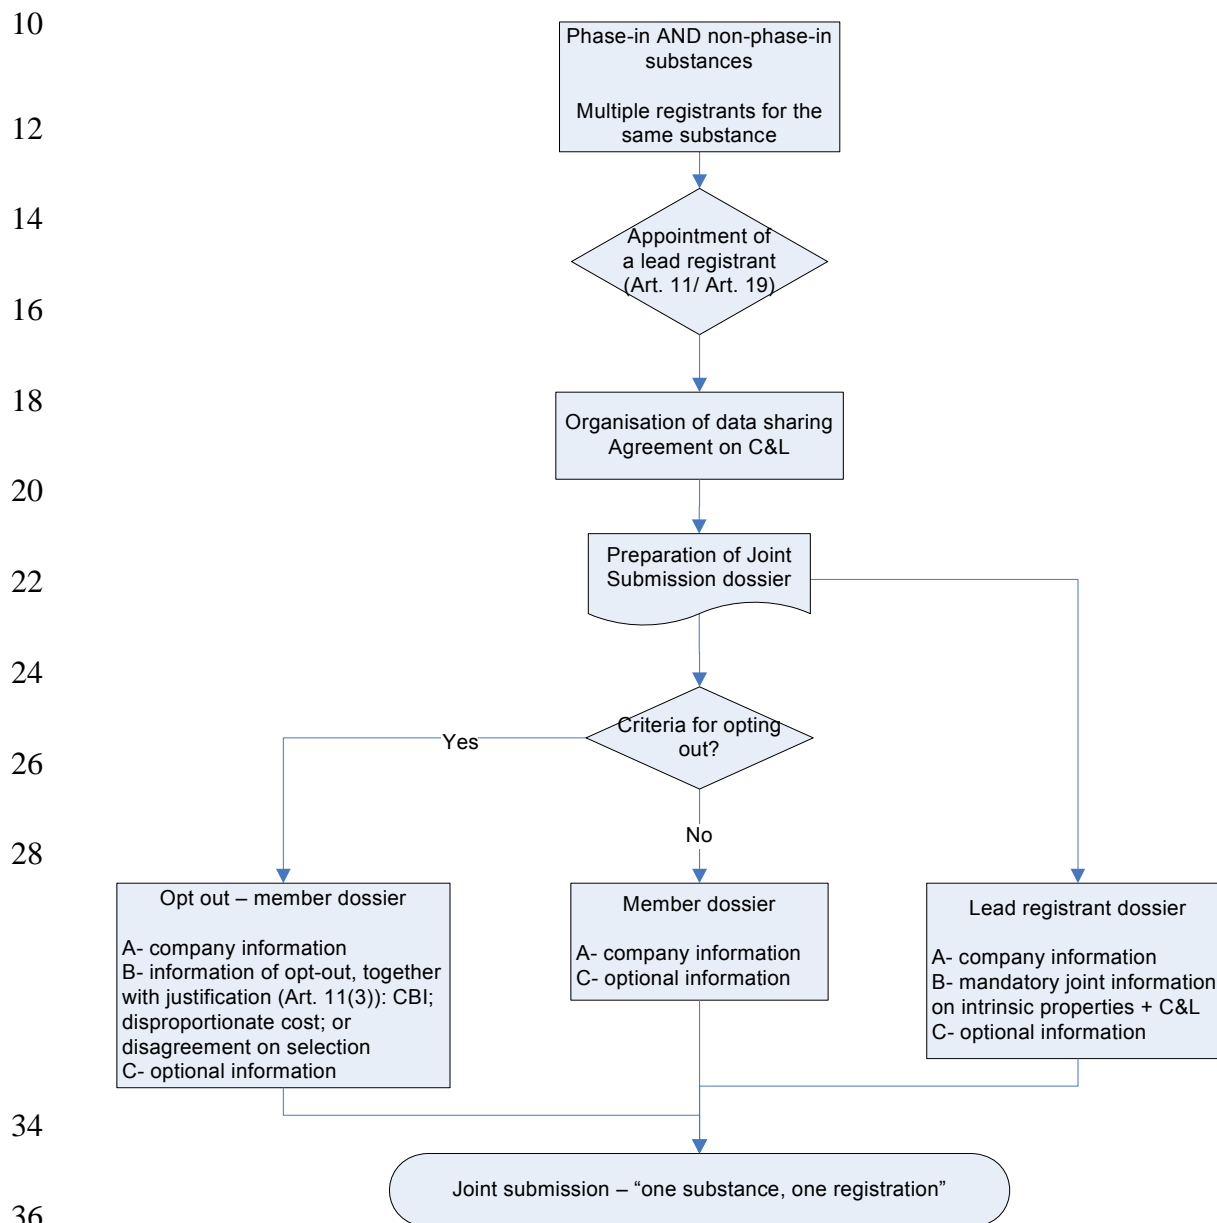 10
Phase-in AND non-phase-in
substances
Multiple registrants for the
12
same substance
14
Appointment of
a lead registrant
(Art. 11/ Art. 19)
16
18
Organisation of data sharing
Agreement on C&L
20
Preparation of Joint
Submission dossier
22
24
Criteria for opting
out?
Yes
26
No
28
Opt out – member dossier
A- company information
B- information of opt-out, together
with justification (Art. 11(3)): CBI;
disproportionate cost; or
disagreement on selection
C- optional information
Member dossier
A- company information
C- optional information
Lead registrant dossier
A- company information
B- mandatory joint information
on intrinsic properties + C&L
C- optional information
34
Joint submission – “one substance, one registration”
36